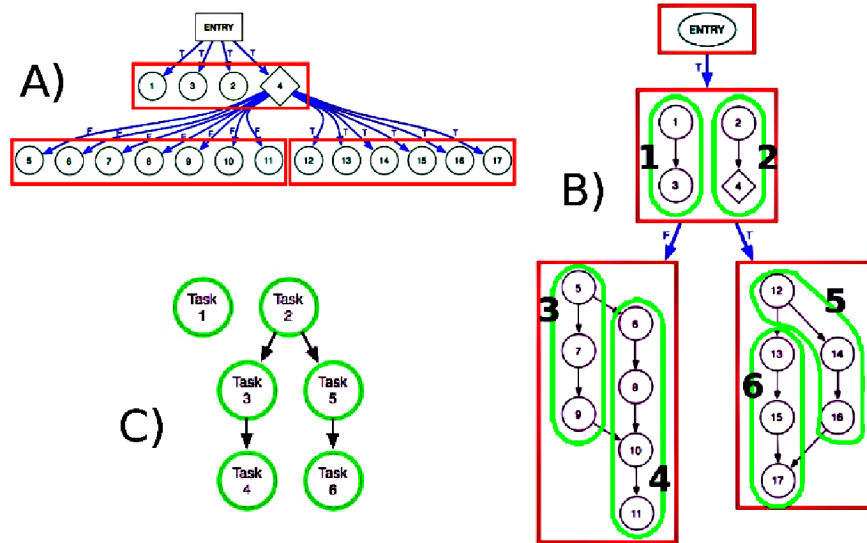 A)
ENTRY
T T T T
1 3 2 4
F F F F F F F T T T T T T
5 6 7 8 9 10 11 12 13 14 15 16 17
B)
ENTRY
T
1 2
1 2
3 4
F T
3
5
6
7
8
9
10
11
4
12
5
13
14
6
15
16
17
C)
Task
1
Task
2
Task
3
Task
5
Task
4
Task
6